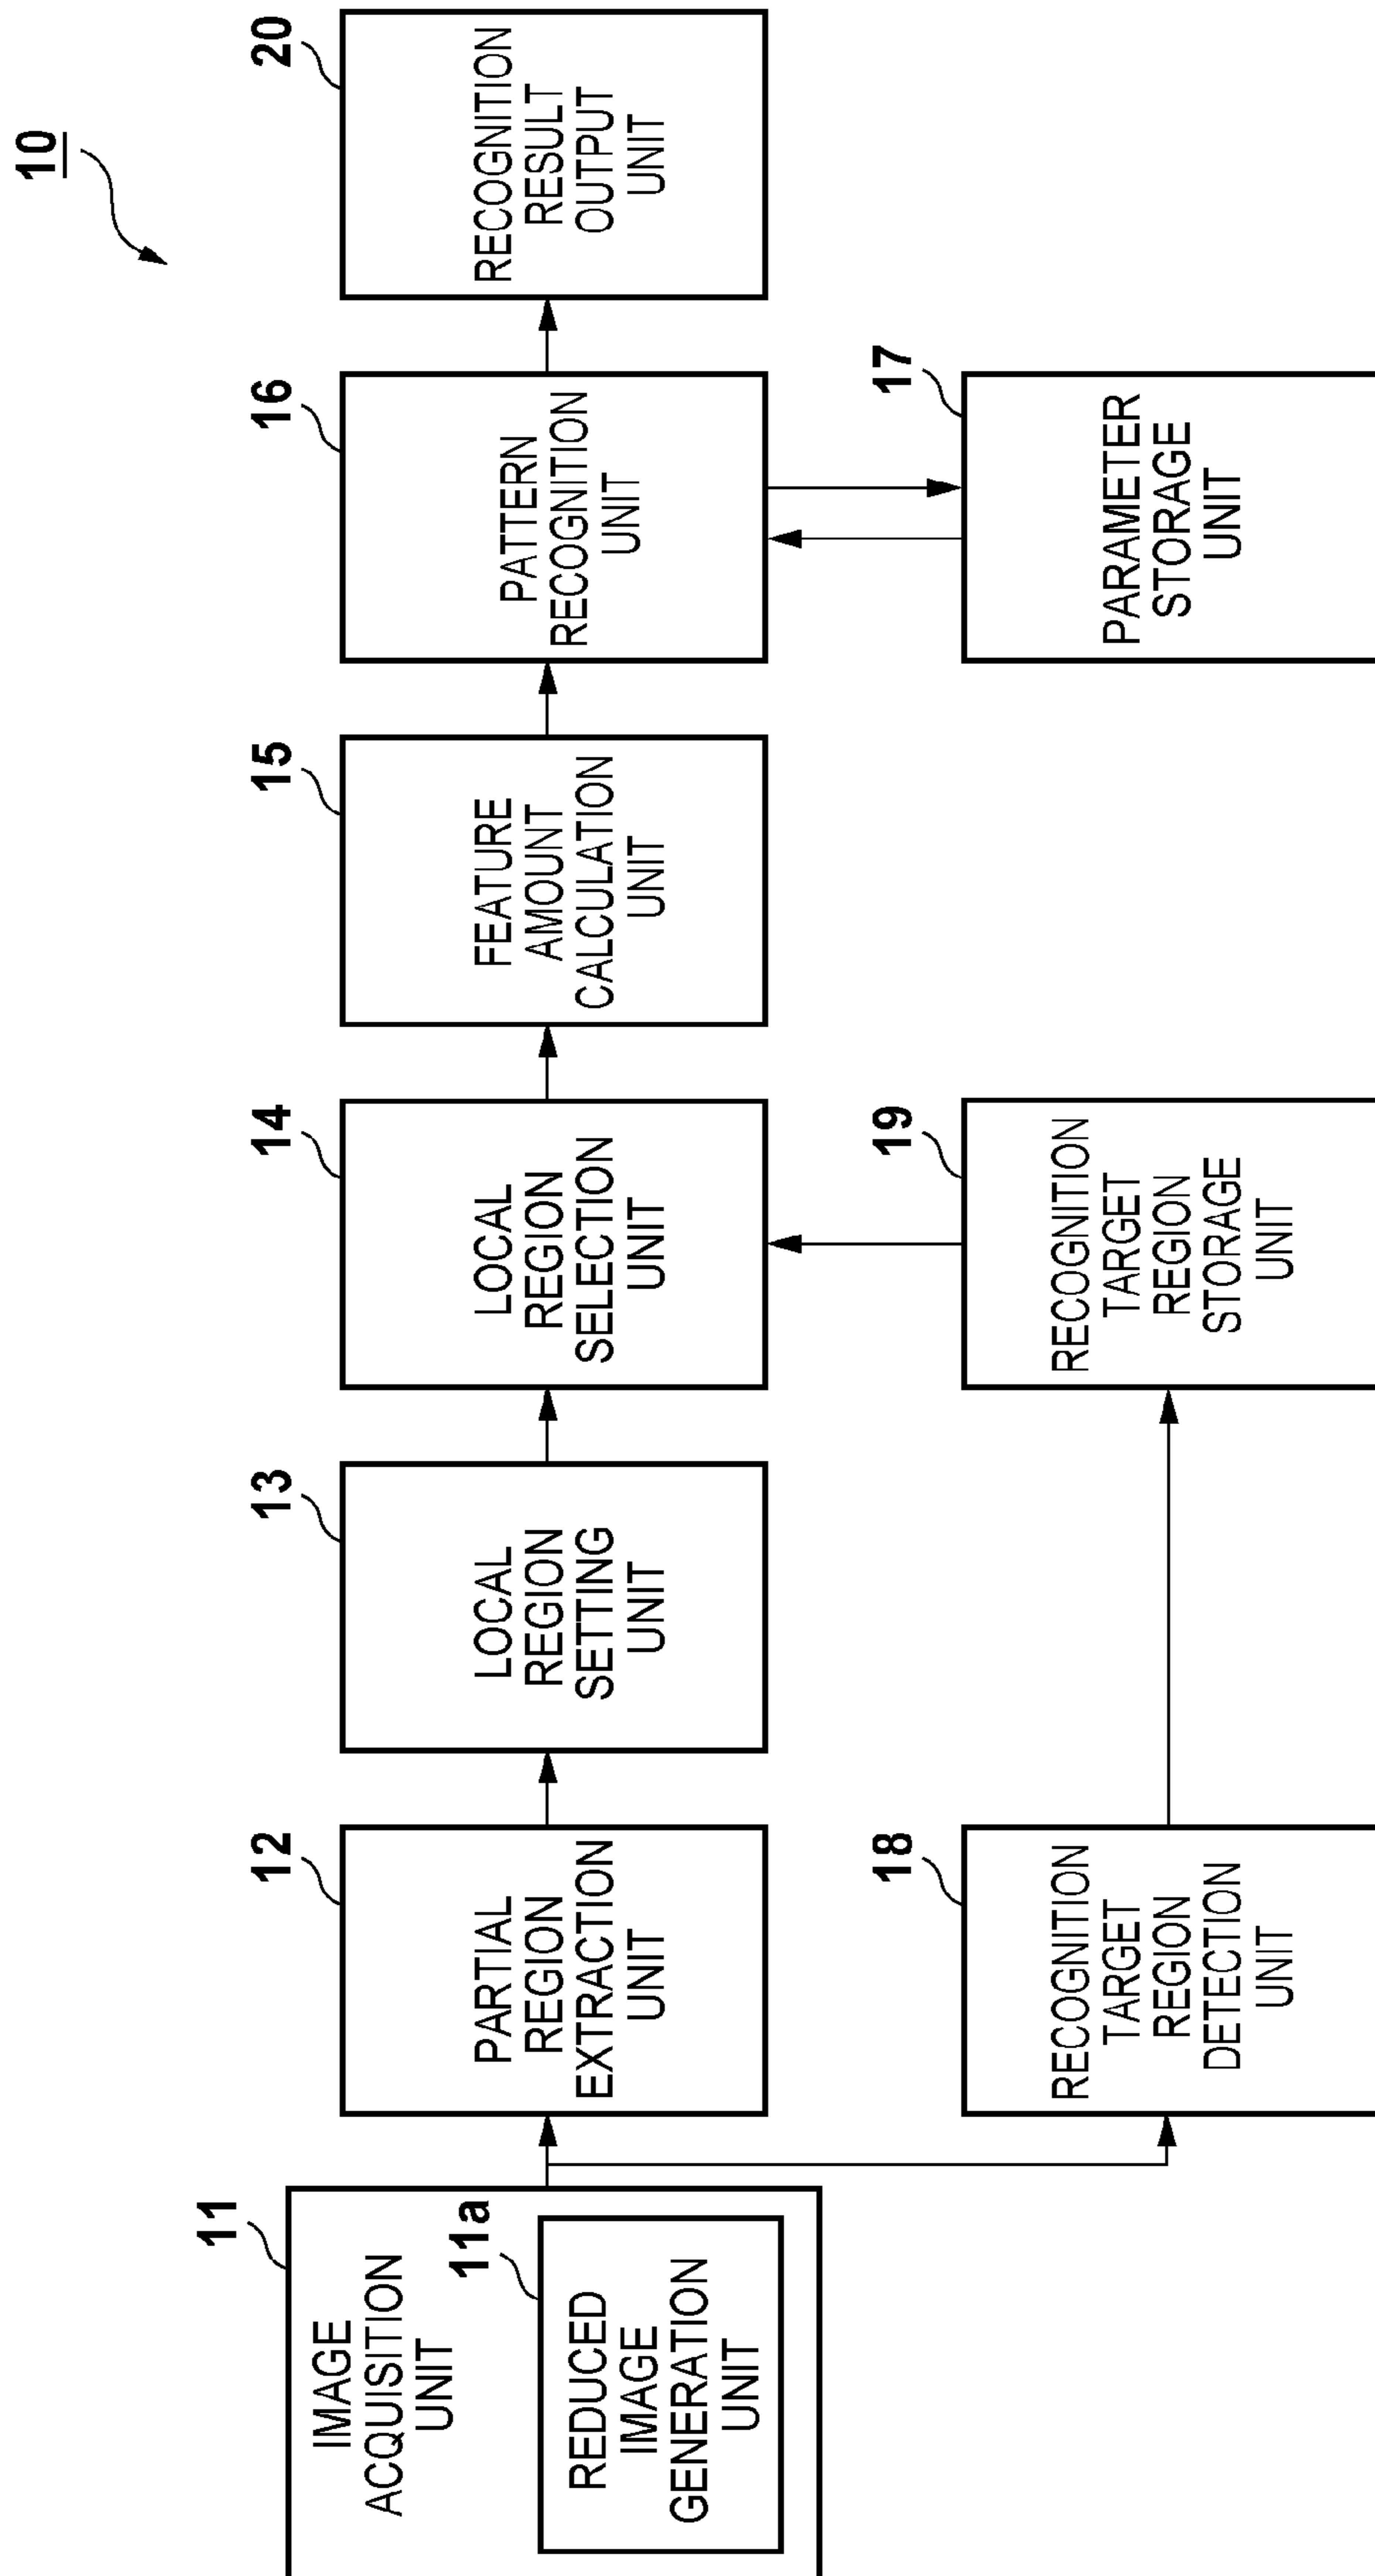 10
11
IMAGE
ACQUISITION
UNIT
11a
REDUCED
IMAGE
GENERATION
UNIT
12
PARTIAL
REGION
EXTRACTION
UNIT
13
LOCAL
REGION
SETTING
UNIT
14
LOCAL
REGION
SELECTION
UNIT
15
FEATURE
AMOUNT
CALCULATION
UNIT
16
PATTERN
RECOGNITION
UNIT
20
RECOGNITION
RESULT
OUTPUT
UNIT
18
RECOGNITION
TARGET
REGION
DETECTION
UNIT
19
RECOGNITION
TARGET
REGION
STORAGE
UNIT
17
PARAMETER
STORAGE
UNIT